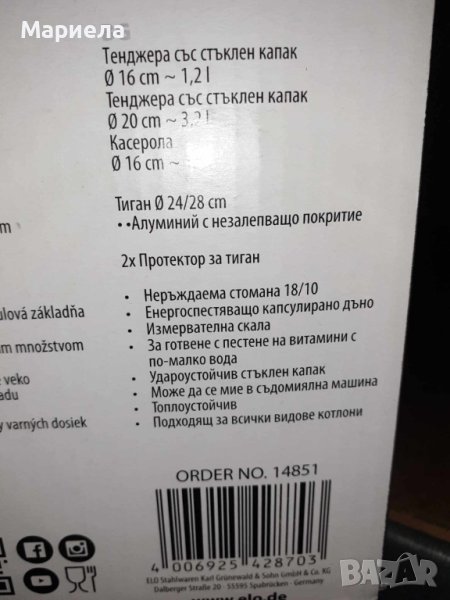 Мариела
G
Тенджера със стъклен капак
Ø 16 cm ~ 1,2 l
Тенджера със стъклен капак
Ø 20 cm ~ 3,2 l
Касерола
Ø 16 cm ~
Тиган Ø 24/28 cm
••Алуминий с незалепващо покритие
2x Протектор за тиган
• Неръждаема стомана 18/10
• Енергоспестяващо капсулирано дъно
• Измервателна скала
• За готвене с пестене на витамини с
по-малко вода
• Удароустойчив стъклен капак
• Може да се мие в съдомиялна машина
• Топлоустойчив
• Подходящ за всички видове котлони
m
ulová základňa
m množstvom
veko
adu
y varných dosiek
ORDER NO. 14851
4 006925 428703
ELO Stahlwaren Karl Grünewald & Sohn GmbH & Co. KG
Dalberger Straße 20 - 55595 Spabrücken - Germany
www.elo.de
bazar